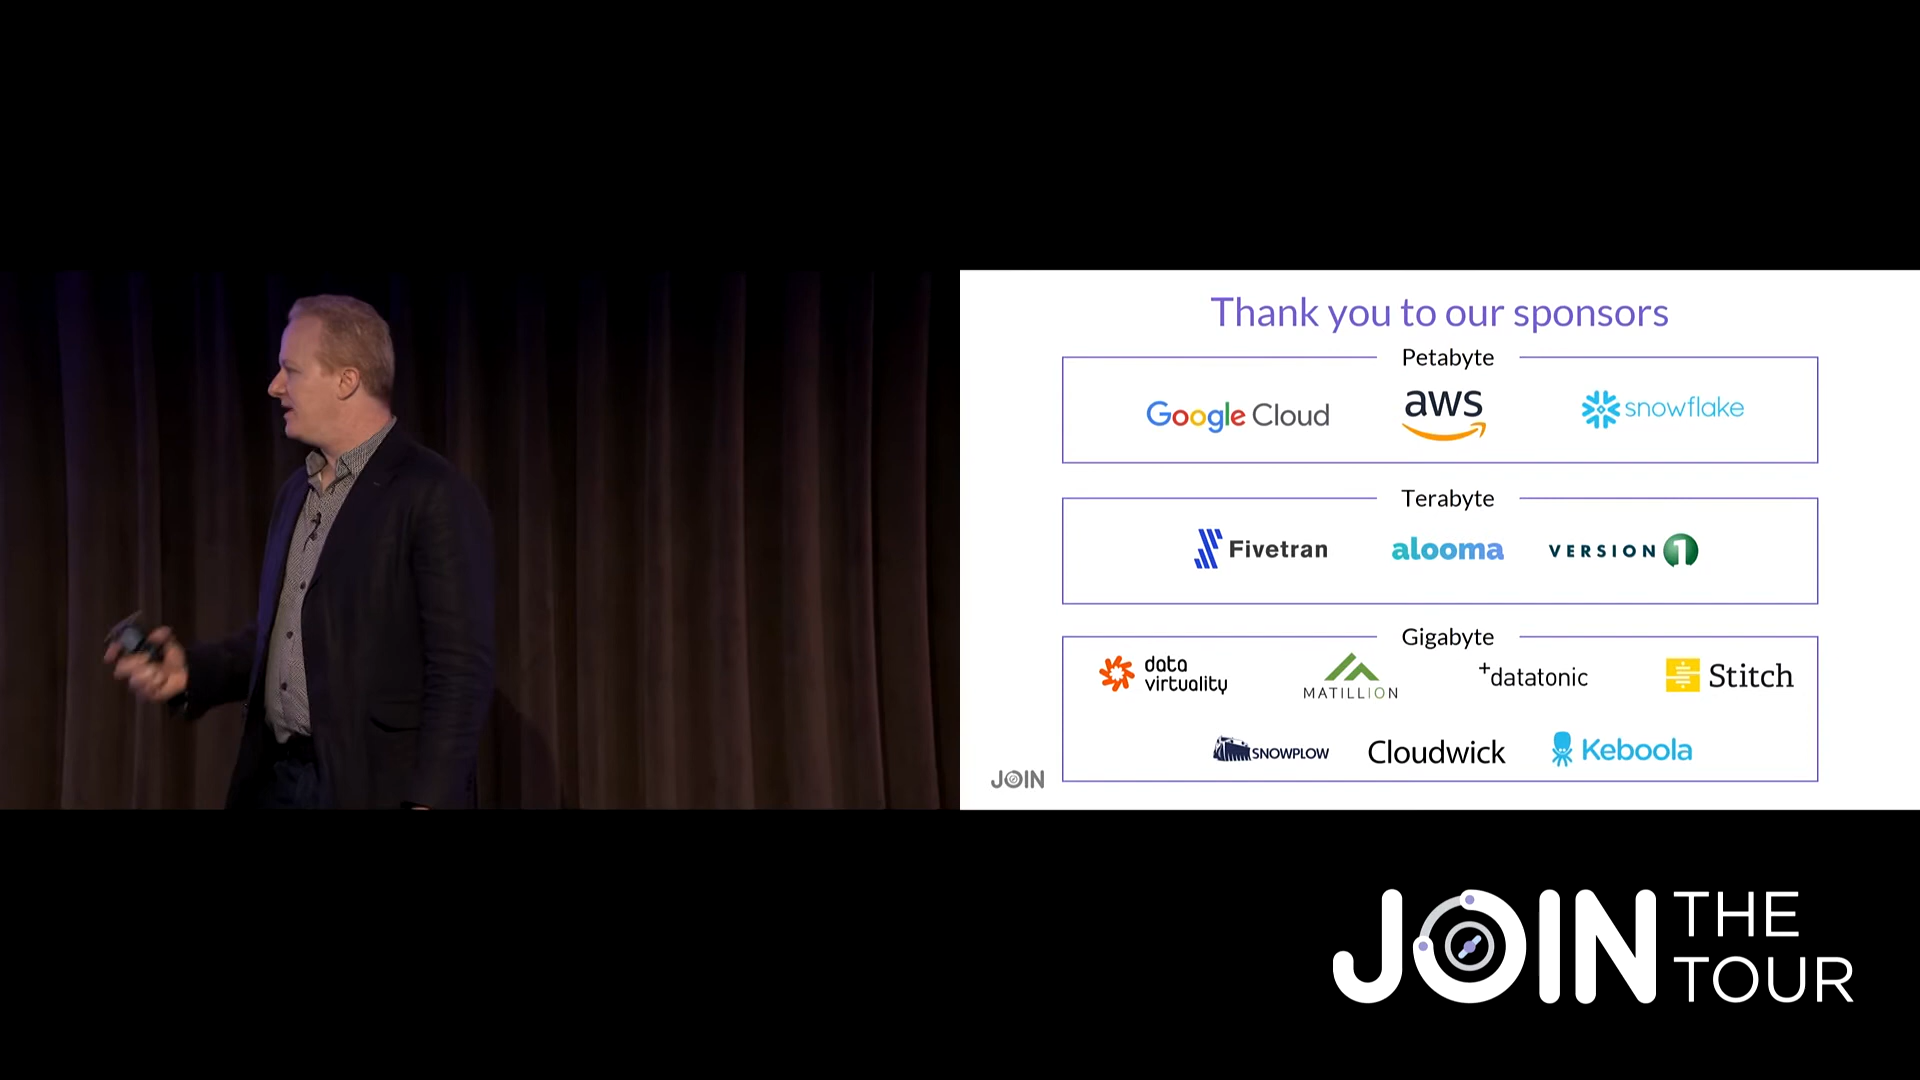 Thank you to our sponsors
Petabyte
Google Cloud
aws
snowflake
Terabyte
Fivetran
alooma
VERSION 1
Gigabyte
data
virtuality
MATILLION
+datatonic
Stitch
SNOWPLOW
Cloudwick
Keboola
JOIN
JOIN THE
TOUR